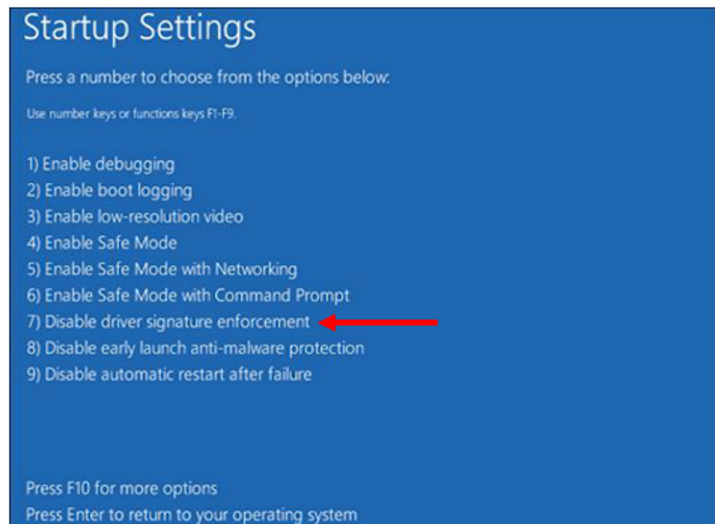 Startup Settings
Press a number to choose from the options below:
Use number keys or functions keys F1-F9.
1) Enable debugging
2) Enable boot logging
3) Enable low-resolution video
4) Enable Safe Mode
5) Enable Safe Mode with Networking
6) Enable Safe Mode with Command Prompt
7) Disable driver signature enforcement
8) Disable early launch anti-malware protection
9) Disable automatic restart after failure
Press F10 for more options
Press Enter to return to your operating system